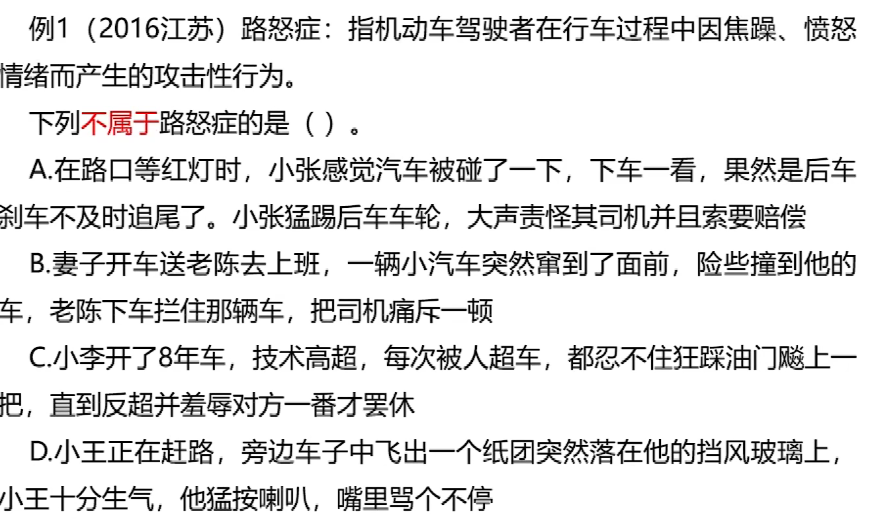 例1（2016江苏）路怒症：指机动车驾驶者在行车过程中因焦躁、愤怒
情绪而产生的攻击性行为。
下列不属于路怒症的是（ ）。
A.在路口等红灯时，小张感觉汽车被碰了一下，下车一看，果然是后车
刹车不及时追尾了。小张猛踢后车车轮，大声责怪其司机并且索要赔偿
B.妻子开车送老陈去上班，一辆小汽车突然窜到了面前，险些撞到他的
车，老陈下车拦住那辆车，把司机痛斥一顿
C.小李开了8年车，技术高超，每次被人超车，都忍不住狂踩油门飚上一
把，直到反超并羞辱对方一番才罢休
D.小王正在赶路，旁边车子中飞出一个纸团突然落在他的挡风玻璃上，
小王十分生气，他猛按喇叭，嘴里骂个不停